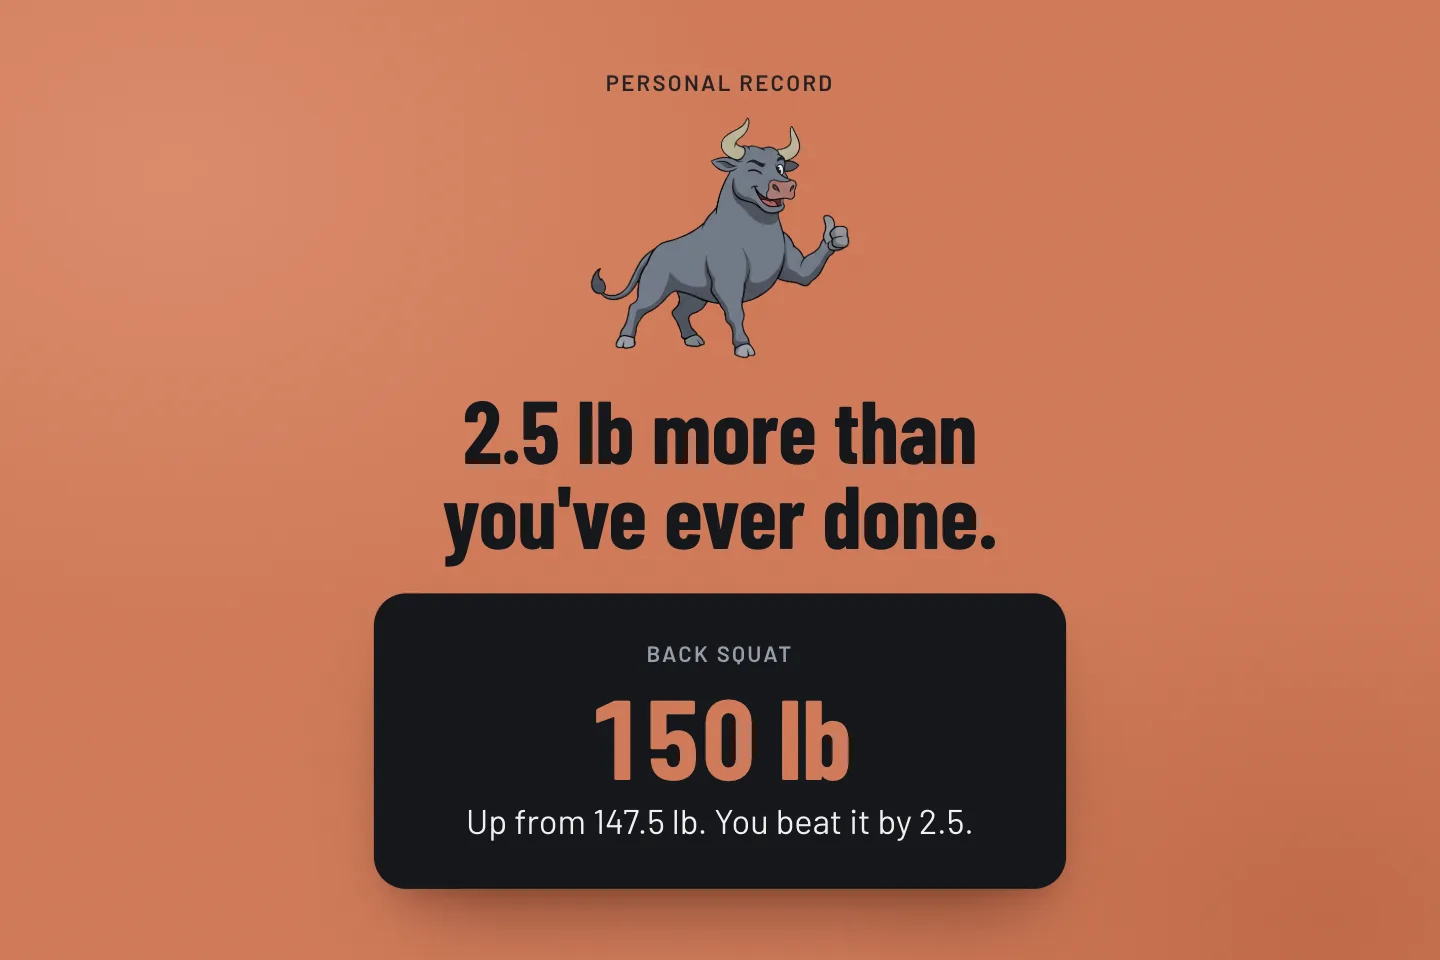 PERSONAL RECORD
2.5 lb more than
you've ever done.
BACK SQUAT
150 lb
Up from 147.5 lb. You beat it by 2.5.